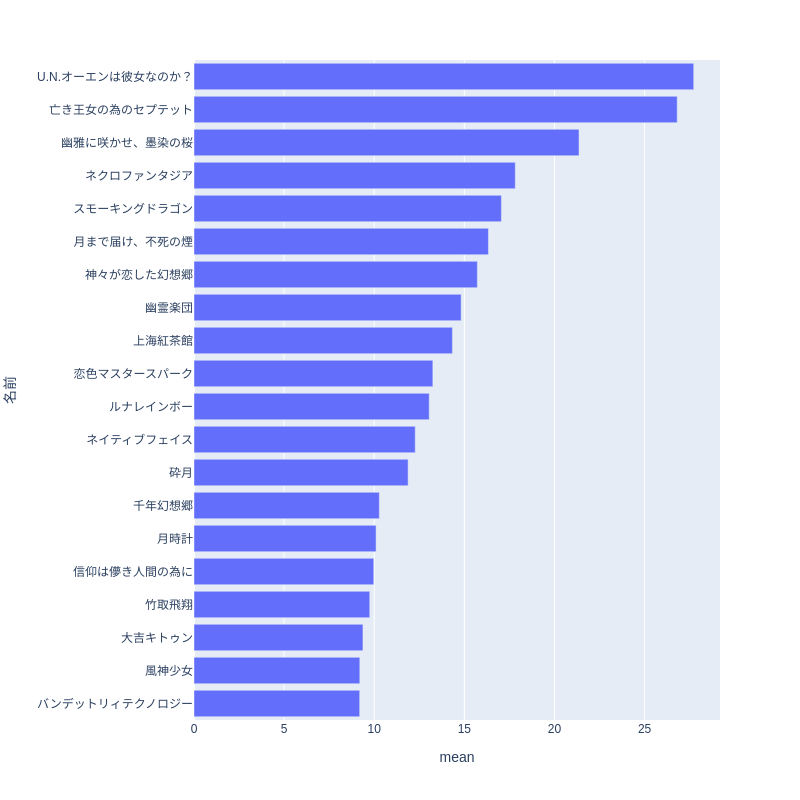 U.N.オーエンは彼女なのか？
亡き王女の為のセプテット
幽雅に咲かせ、墨染の桜
ネクロファンタジア
スモーキングドラゴン
月まで届け、不死の煙
神々が恋した幻想郷
幽霊楽団
上海紅茶館
恋色マスタースパーク
ルナレインボー
ネイティブフェイス
砕月
千年幻想郷
月時計
信仰は儚き人間の為に
竹取飛翔
大吉キトゥン
風神少女
バンデットリィテクノロジー
名前
0 5 10 15 20 25
mean